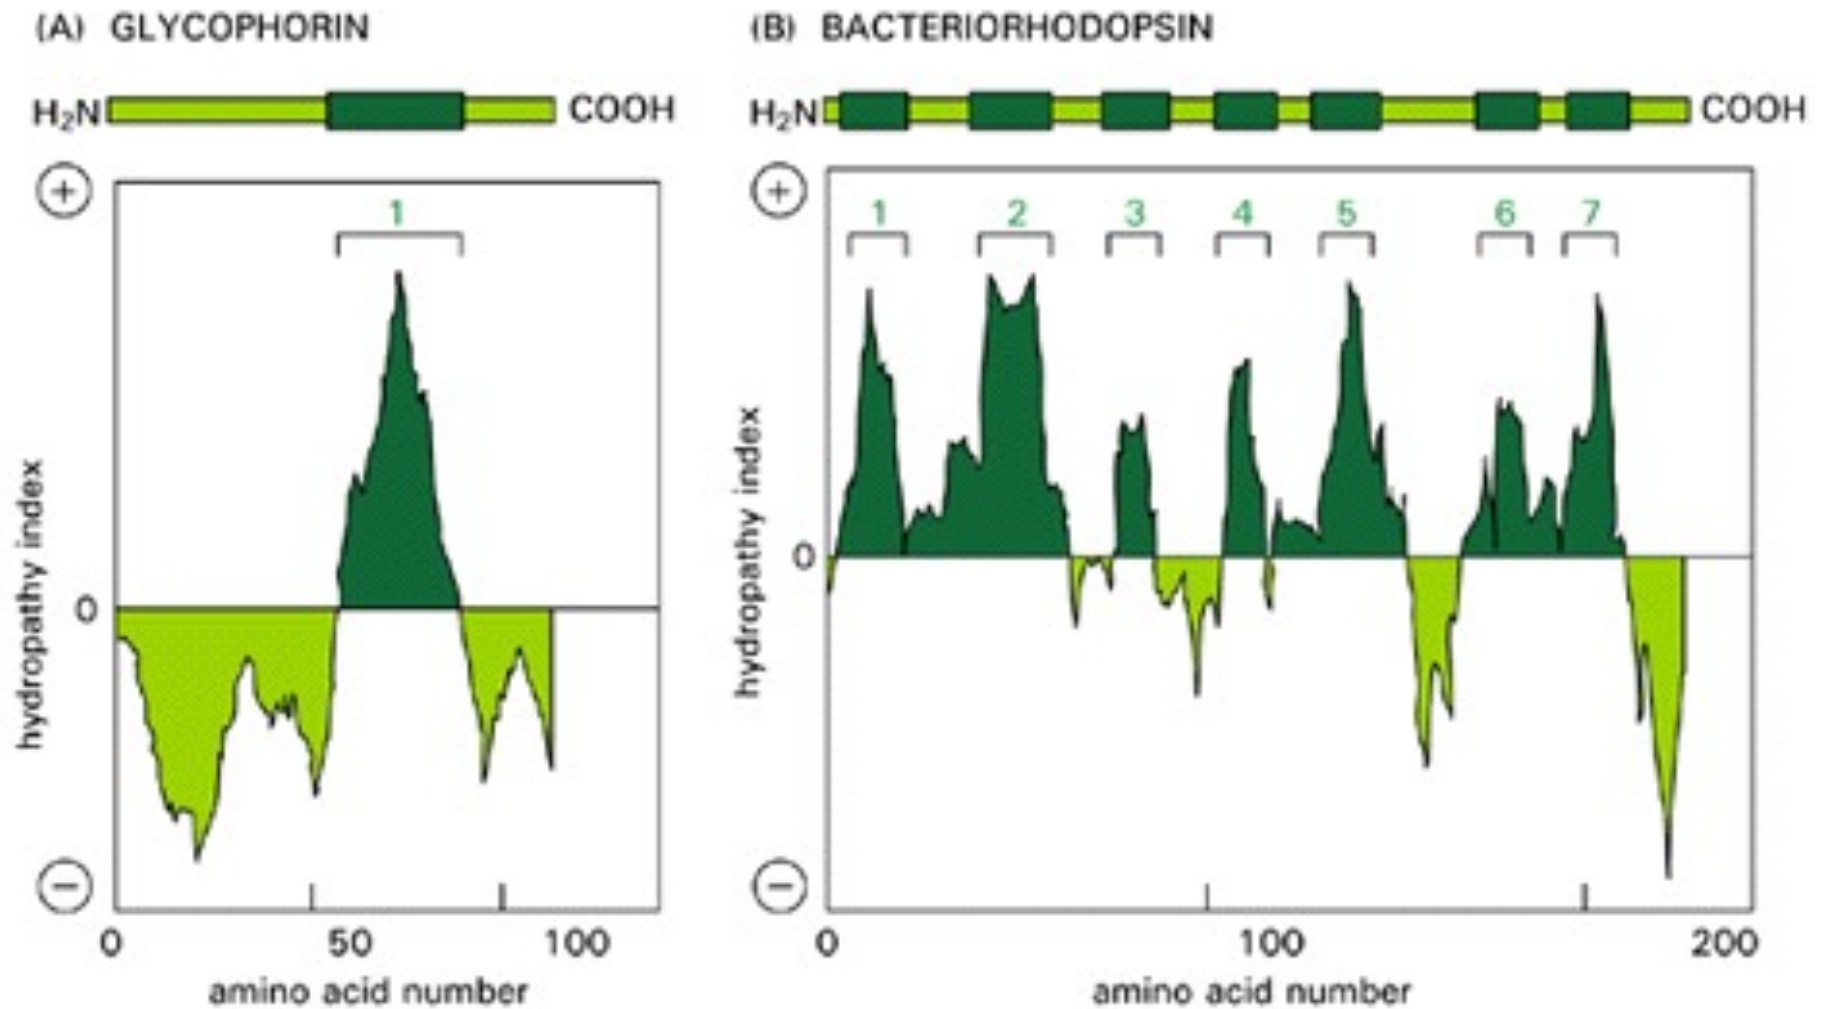 (A) GLYCOPHORIN
H₂N COOH
+
1
hydropathy index
0
−
0 50 100
amino acid number
(B) BACTERIORHODOPSIN
H₂N COOH
+
1 2 3 4 5 6 7
hydropathy index
0
−
0 100 200
amino acid number